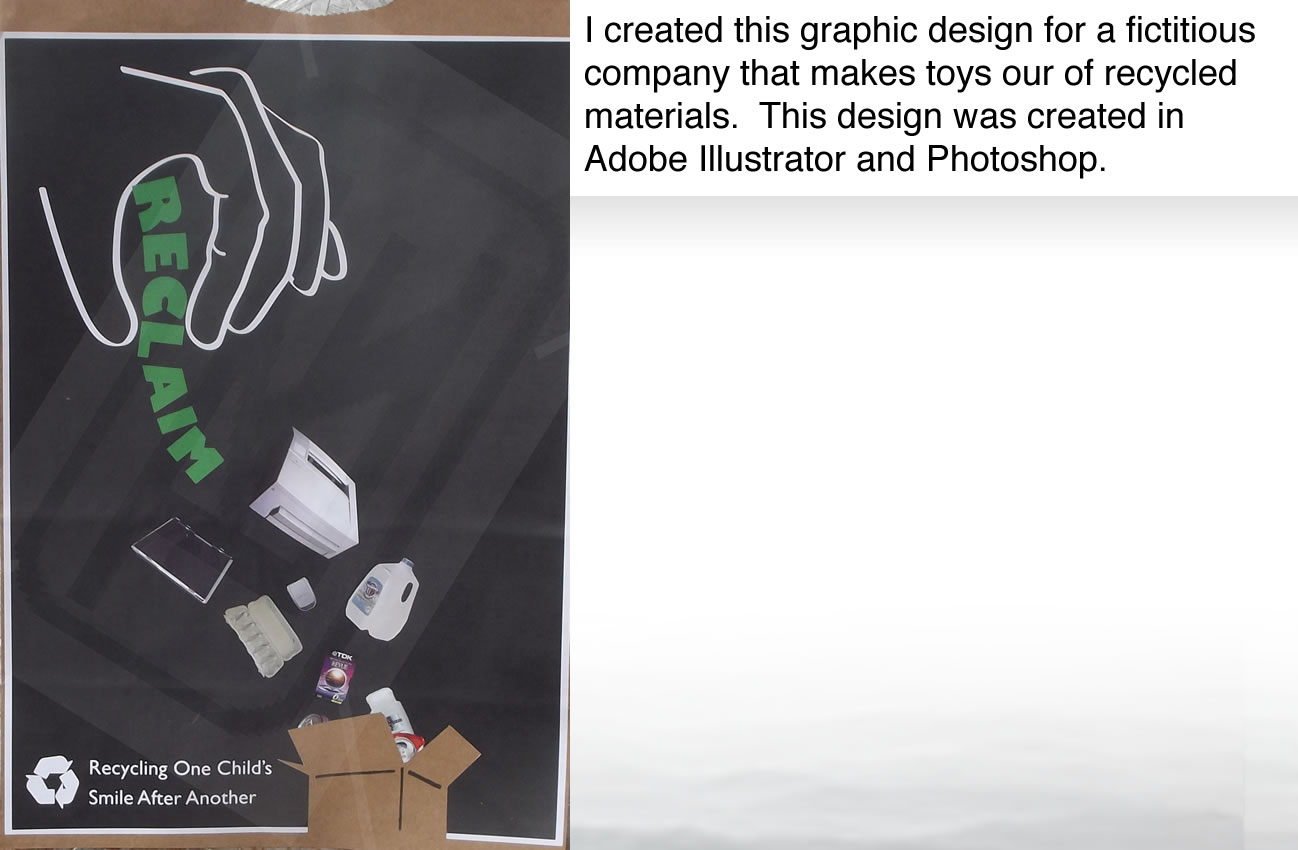 I created this graphic design for a fictitious
company that makes toys our of recycled
materials.  This design was created in
Adobe Illustrator and Photoshop.
RECLAIM
TDK
REVUE
Recycling One Child's
Smile After Another